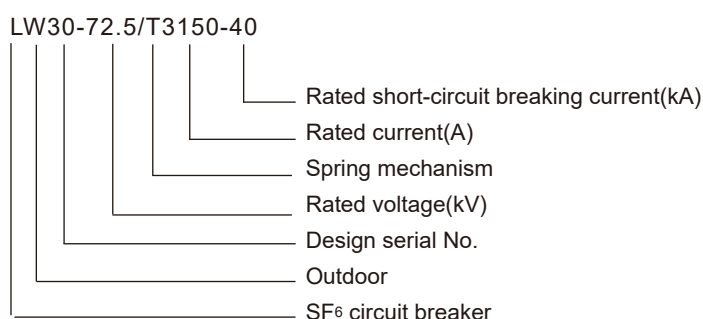 LW30-72.5/T3150-40
Rated short-circuit breaking current(kA)
Rated current(A)
Spring mechanism
Rated voltage(kV)
Design serial No.
Outdoor
SF6 circuit breaker